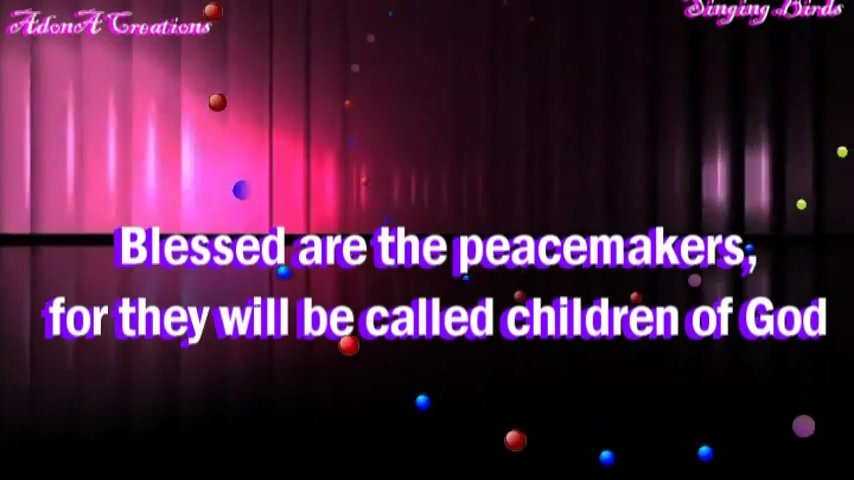 AdonA Creations
Singing Birds
Blessed are the peacemakers,
for they will be called children of God